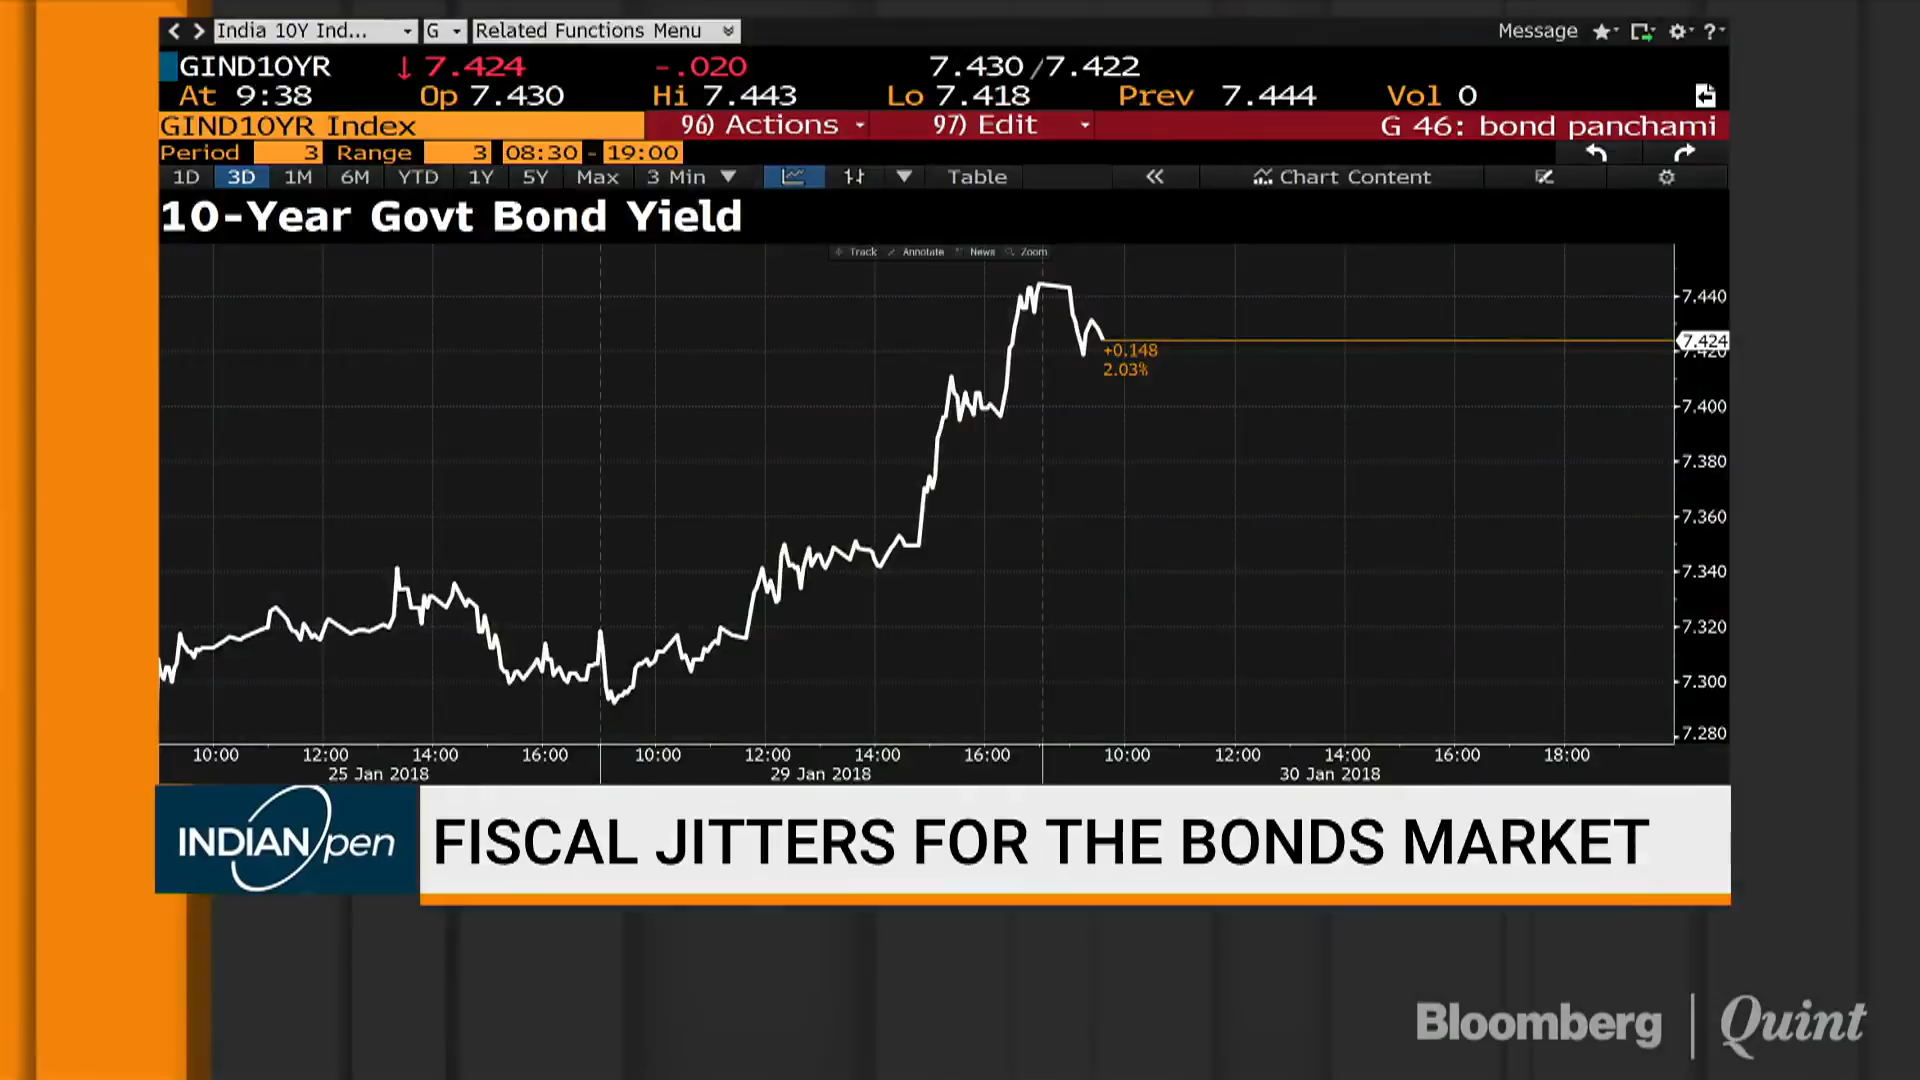 India 10Y Ind... G Related Functions Menu Message ?
GIND10YR ↓ 7.424 -.020 7.430/7.422
At 9:38 Op 7.430 Hi 7.443 Lo 7.418 Prev 7.444 Vol 0
GIND10YR Index 96) Actions 97) Edit G 46: bond panchami
Period 3 Range 3 08:30 - 19:00
1D 3D 1M 6M YTD 1Y 5Y Max 3 Min ▼ Table « Chart Content
10-Year Govt Bond Yield
Track Annotate News Zoom
7.440
7.424
+0.148
7.420
2.03%
7.400
7.380
7.360
7.340
7.320
7.300
7.280
10:00 12:00 14:00 16:00 10:00 12:00 14:00 16:00 10:00 12:00 14:00 16:00 18:00
25 Jan 2018 29 Jan 2018 30 Jan 2018
INDIAN Open FISCAL JITTERS FOR THE BONDS MARKET
Bloomberg | Quint